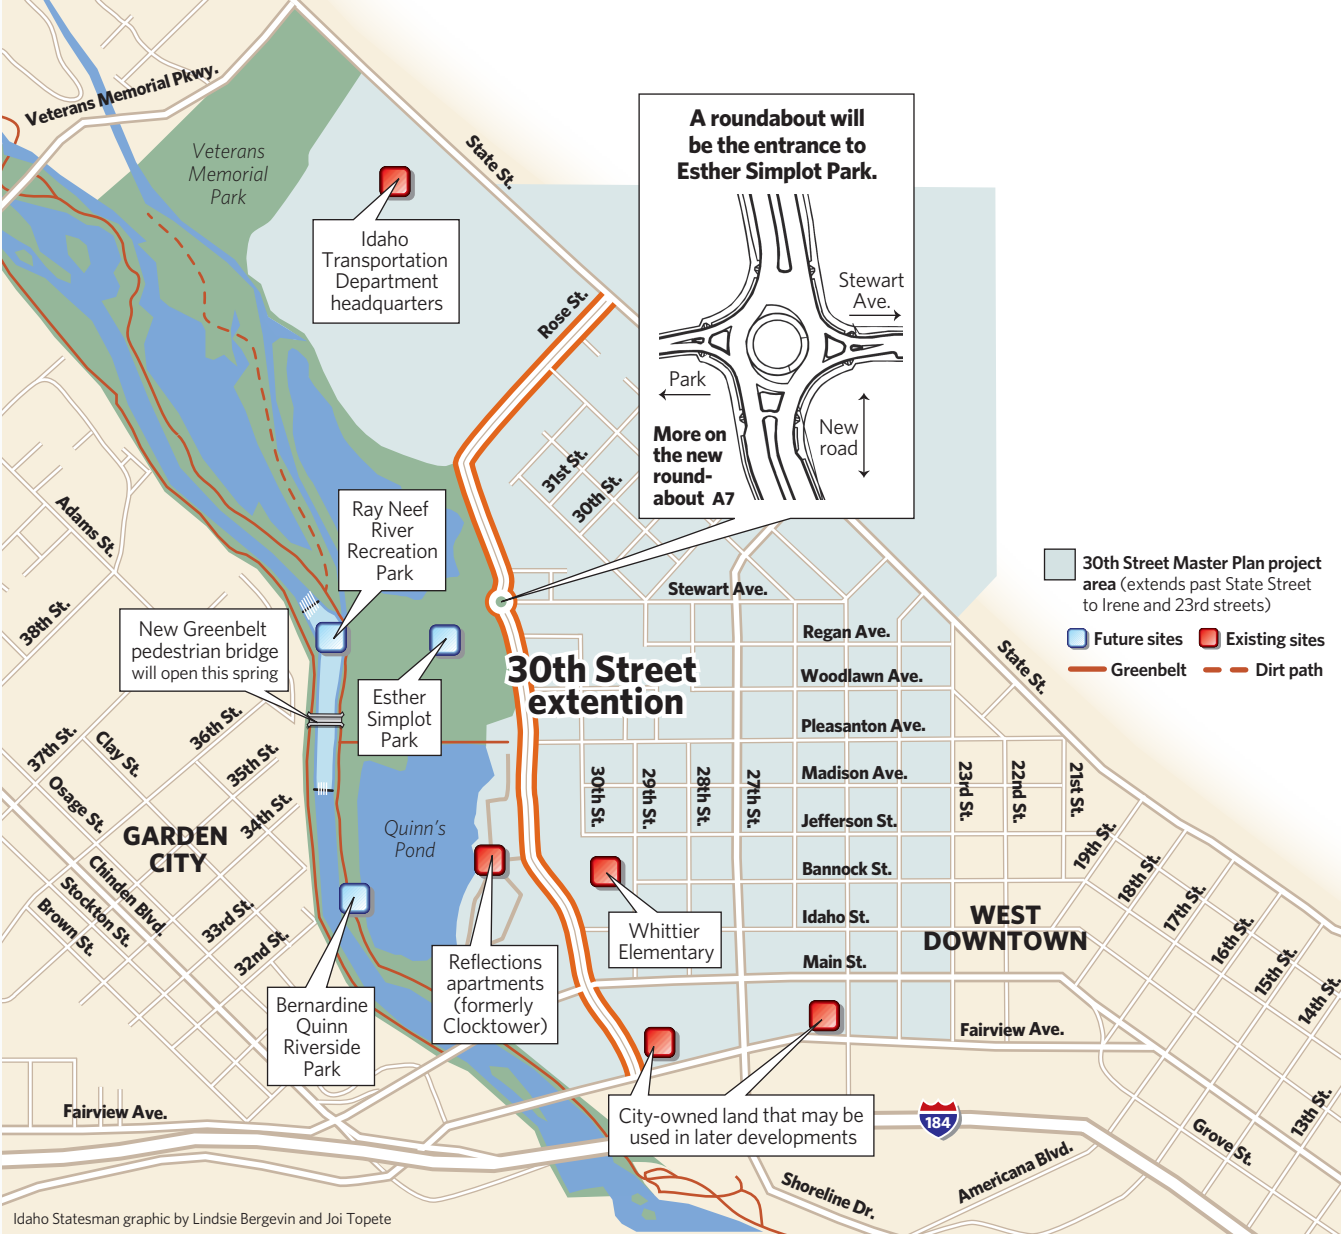 Veterans Memorial Pkwy.
Veterans
Memorial
Park
State St.
Idaho
Transportation
Department
headquarters
Rose St.
A roundabout will
be the entrance to
Esther Simplot Park.
Stewart
Ave.
Park
New
road
More on
the new
round-
about A7
31st St.
30th St.
Adams St.
38th St.
Ray Neef
River
Recreation
Park
New Greenbelt
pedestrian bridge
will open this spring
Esther
Simplot
Park
30th Street
extention
Stewart Ave.
Regan Ave.
Woodlawn Ave.
Pleasanton Ave.
Madison Ave.
Jefferson St.
Bannock St.
Idaho St.
Main St.
Fairview Ave.
30th St.
29th St.
28th St.
27th St.
23rd St.
22nd St.
21st St.
19th St.
18th St.
17th St.
16th St.
15th St.
14th St.
13th St.
State St.
30th Street Master Plan project
area (extends past State Street
to Irene and 23rd streets)
Future sites
Existing sites
Greenbelt
Dirt path
37th St.
Clay St.
36th St.
35th St.
34th St.
Osage St.
GARDEN
CITY
Chinden Blvd.
Stockton St.
Brown St.
33rd St.
32nd St.
Quinn's
Pond
Whittier
Elementary
WEST
DOWNTOWN
Reflections
apartments
(formerly
Clocktower)
Bernardine
Quinn
Riverside
Park
City-owned land that may be
used in later developments
Fairview Ave.
184
Grove St.
Americana Blvd.
Shoreline Dr.
Idaho Statesman graphic by Lindsie Bergevin and Joi Topete